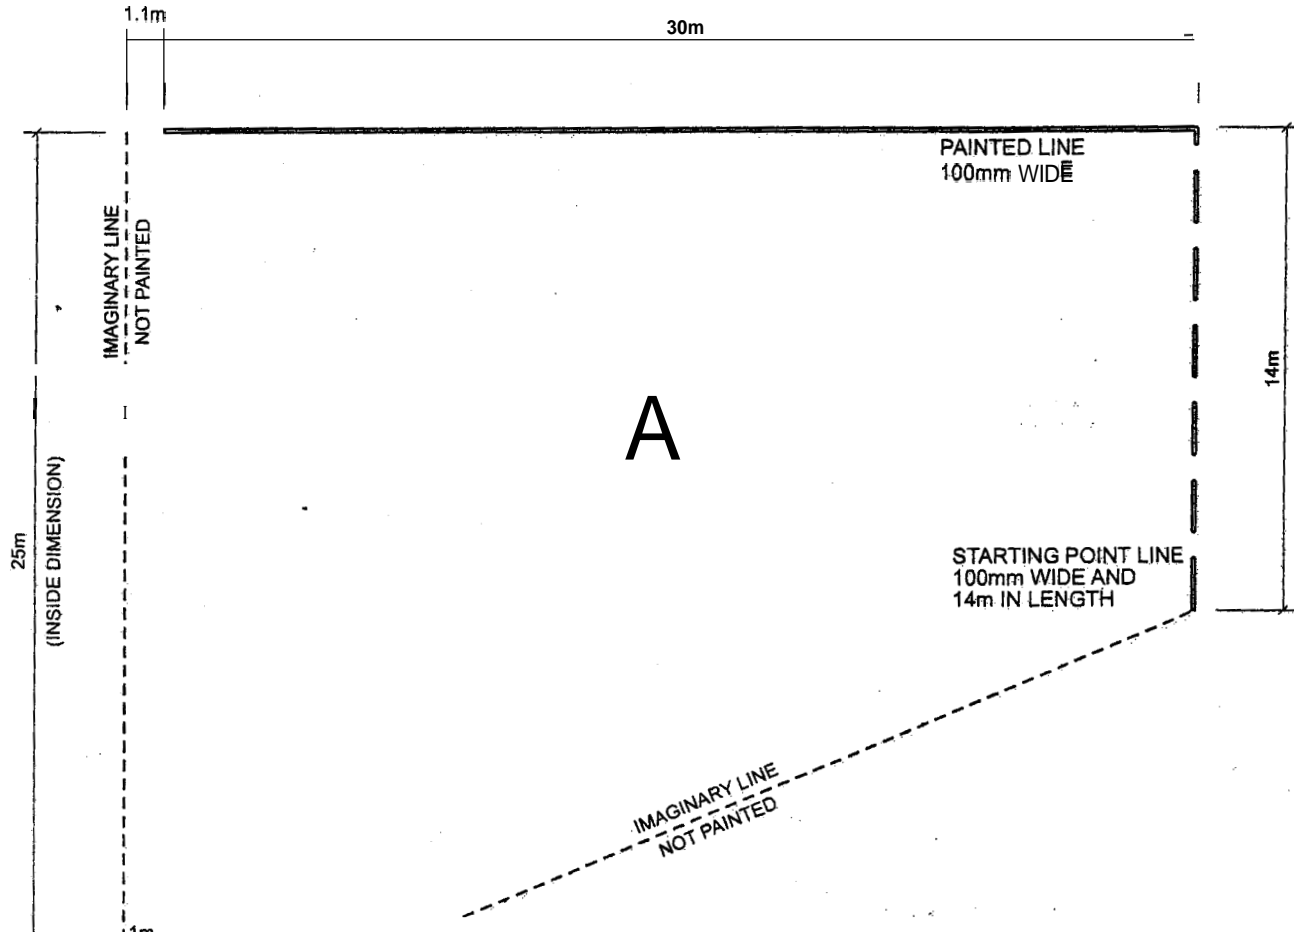 1.1m
30m
PAINTED LINE
100mm WIDE
IMAGINARY LINE
NOT PAINTED
14m
A
25m
(INSIDE DIMENSION)
STARTING POINT LINE
100mm WIDE AND
14m IN LENGTH
IMAGINARY LINE
NOT PAINTED
1m